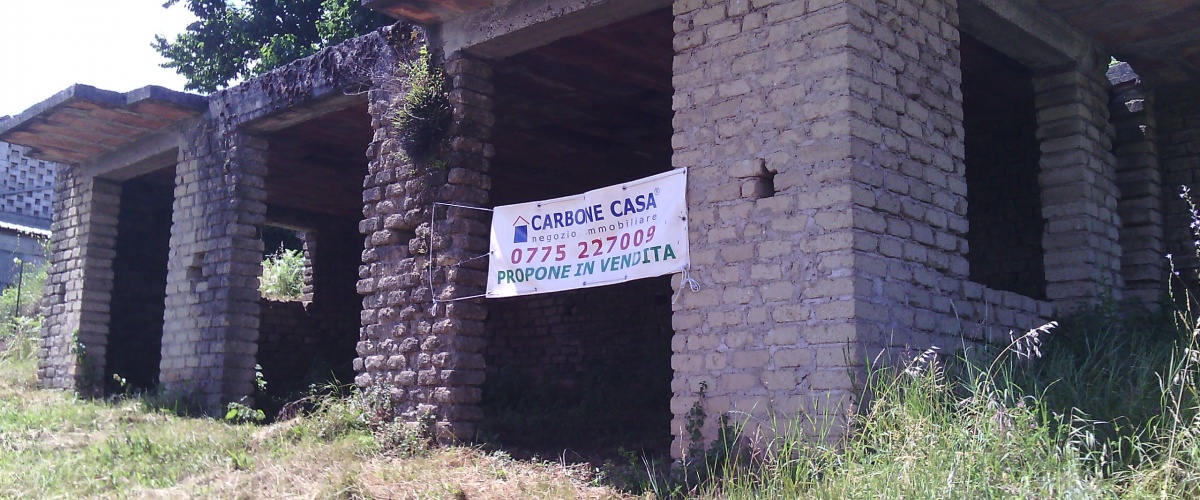 CARBONE CASA®
negozio immobiliare
0775 227009
PROPONE IN VENDITA